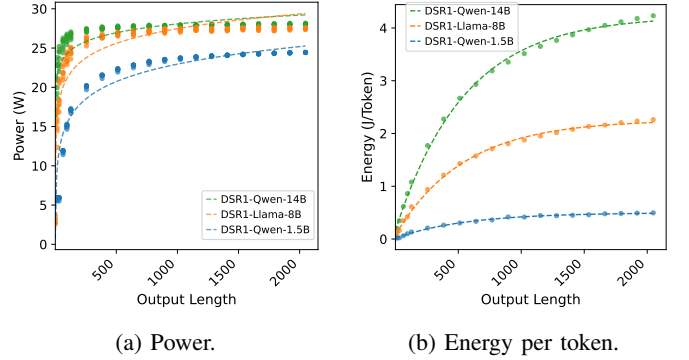 30
25
20
15
10
5
0
Power (W)
DSR1-Qwen-14B
DSR1-Llama-8B
DSR1-Qwen-1.5B
500
1000
1500
2000
Output Length
(a) Power.
DSR1-Qwen-14B
DSR1-Llama-8B
DSR1-Qwen-1.5B
4
3
2
1
0
Energy (J/Token)
500
1000
1500
2000
Output Length
(b) Energy per token.